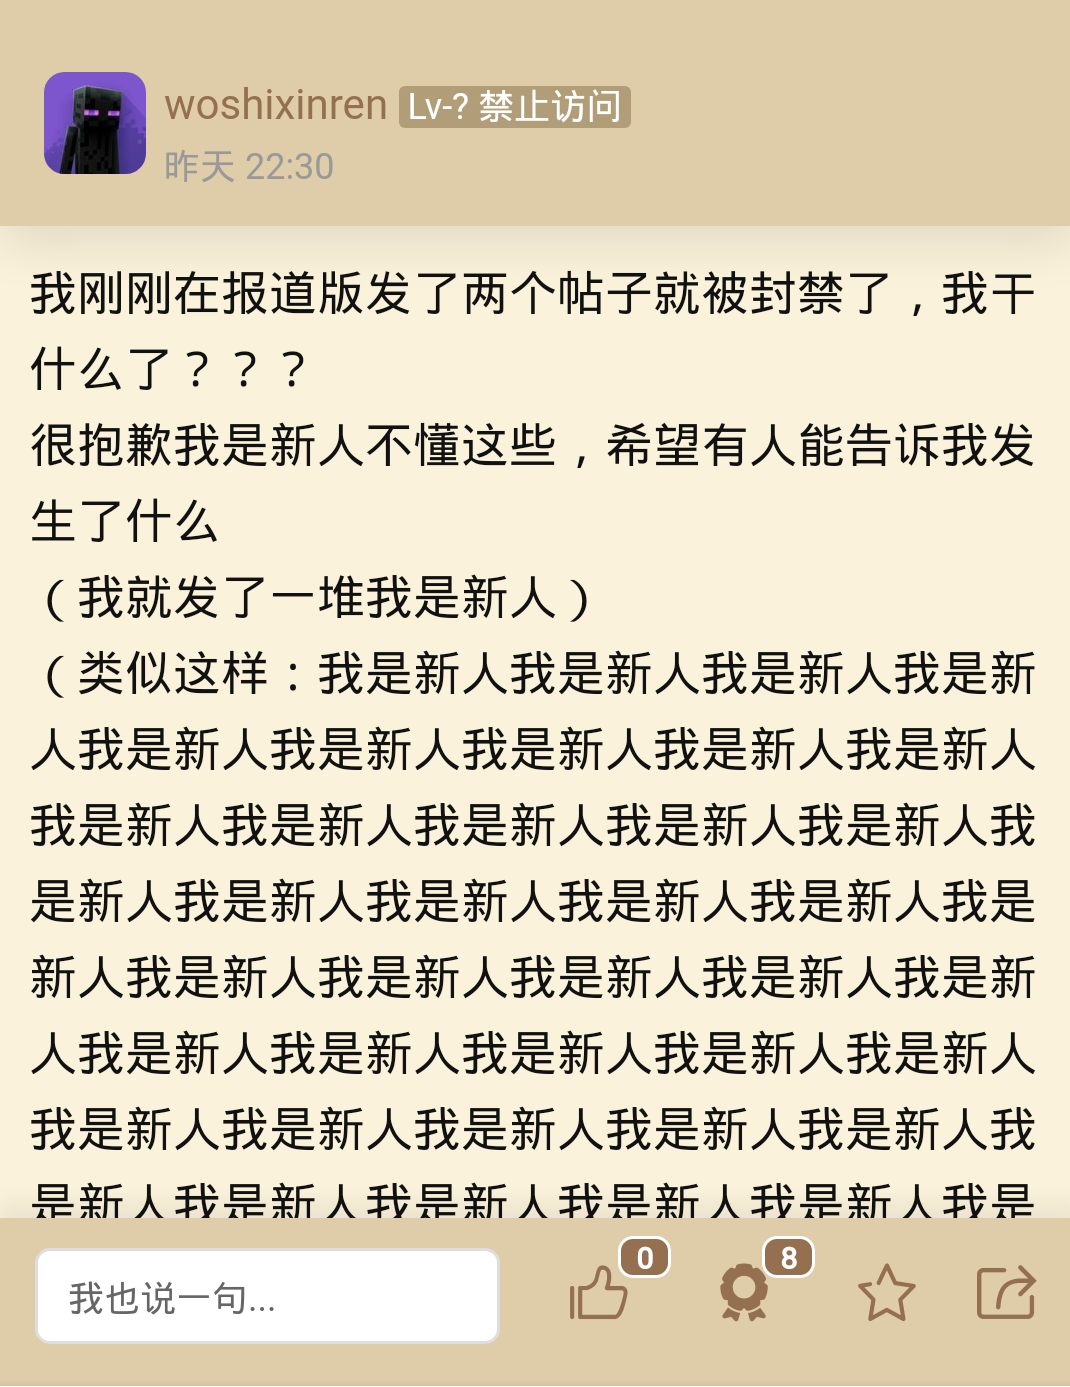 woshixinren Lv-? 禁止访问
昨天 22:30
我刚刚在报道版发了两个帖子就被封禁了，我干
什么了？？？
很抱歉我是新人不懂这些，希望有人能告诉我发
生了什么
（我就发了一堆我是新人）
（类似这样：我是新人我是新人我是新人我是新
人我是新人我是新人我是新人我是新人我是新人
我是新人我是新人我是新人我是新人我是新人我
是新人我是新人我是新人我是新人我是新人我是
新人我是新人我是新人我是新人我是新人我是新
人我是新人我是新人我是新人我是新人我是新人
我是新人我是新人我是新人我是新人我是新人我
是新人我是新人我是新人我是新人我是新人我是
我也说一句...
0
8